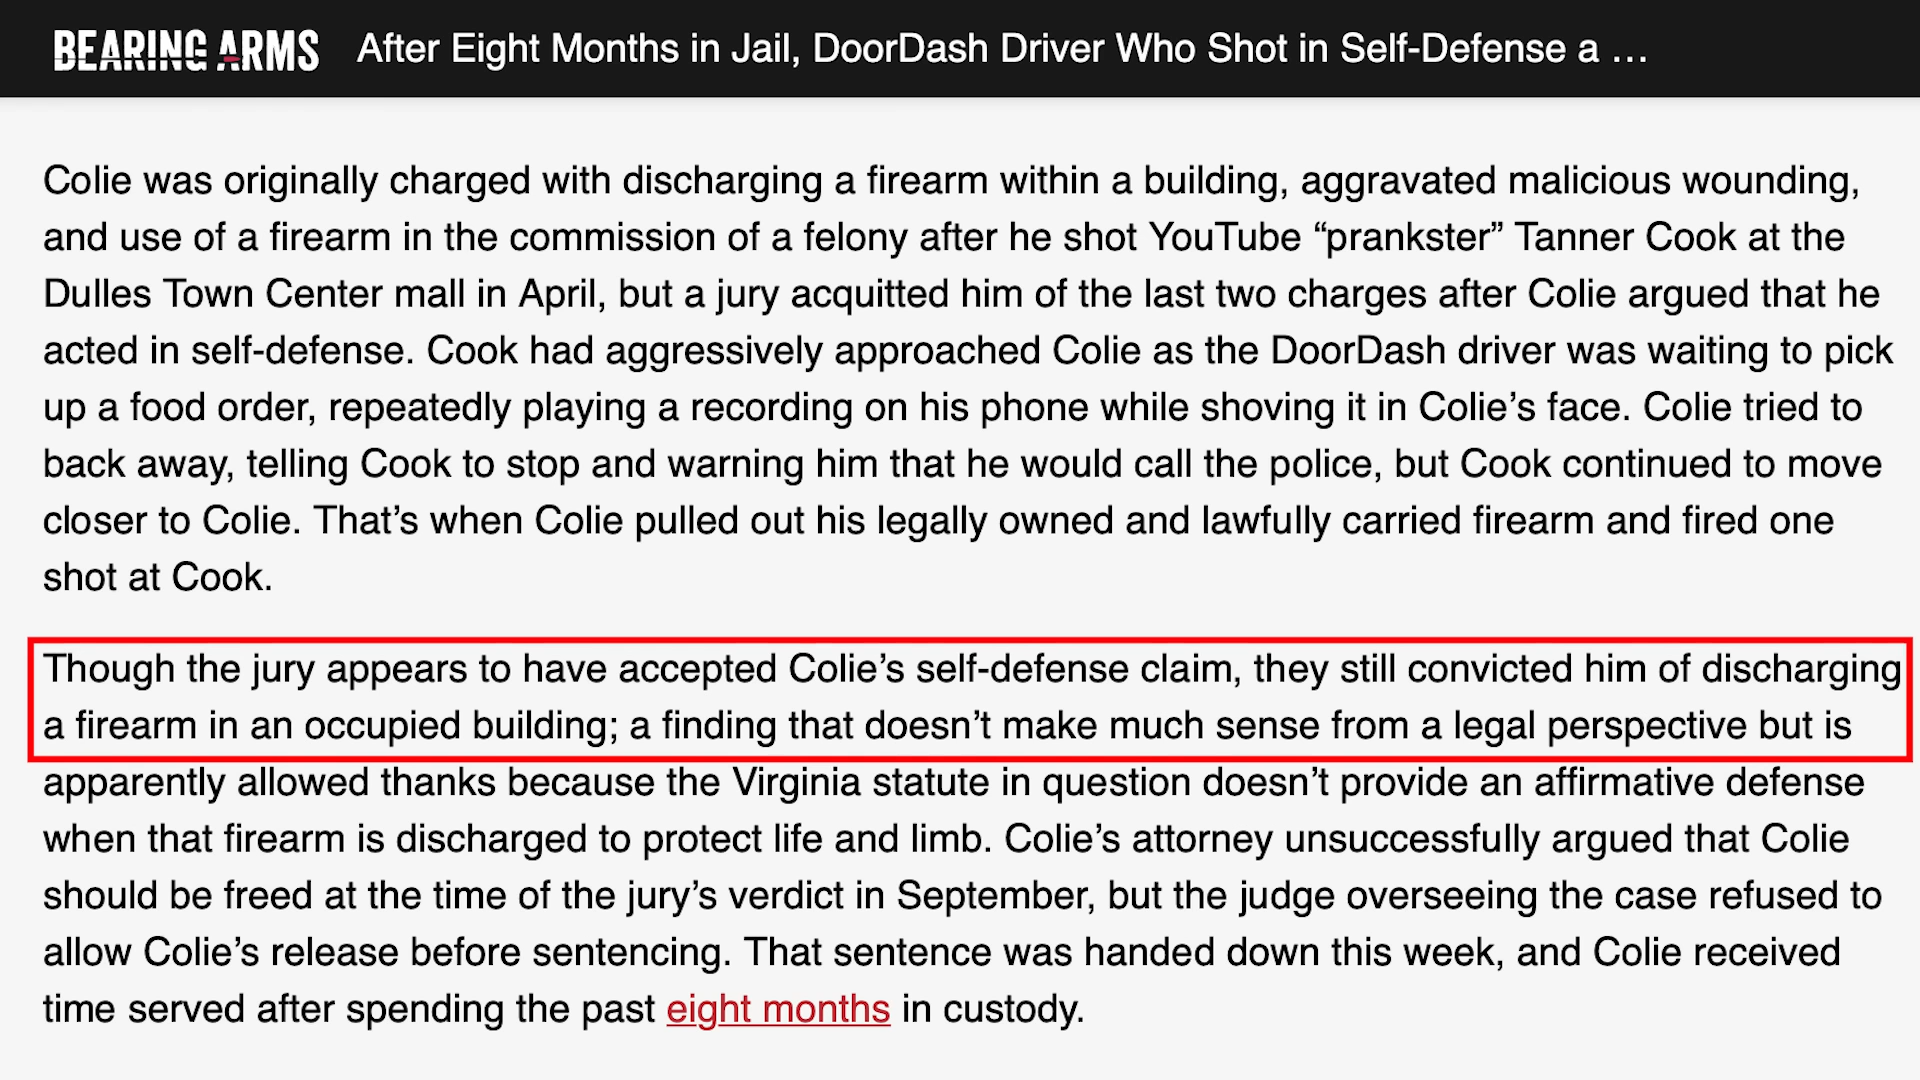 BEARING ARMS After Eight Months in Jail, DoorDash Driver Who Shot in Self-Defense a ...
Colie was originally charged with discharging a firearm within a building, aggravated malicious wounding,
and use of a firearm in the commission of a felony after he shot YouTube “prankster” Tanner Cook at the
Dulles Town Center mall in April, but a jury acquitted him of the last two charges after Colie argued that he
acted in self-defense. Cook had aggressively approached Colie as the DoorDash driver was waiting to pick
up a food order, repeatedly playing a recording on his phone while shoving it in Colie’s face. Colie tried to
back away, telling Cook to stop and warning him that he would call the police, but Cook continued to move
closer to Colie. That’s when Colie pulled out his legally owned and lawfully carried firearm and fired one
shot at Cook.
Though the jury appears to have accepted Colie’s self-defense claim, they still convicted him of discharging
a firearm in an occupied building; a finding that doesn’t make much sense from a legal perspective but is
apparently allowed thanks because the Virginia statute in question doesn’t provide an affirmative defense
when that firearm is discharged to protect life and limb. Colie’s attorney unsuccessfully argued that Colie
should be freed at the time of the jury’s verdict in September, but the judge overseeing the case refused to
allow Colie’s release before sentencing. That sentence was handed down this week, and Colie received
time served after spending the past eight months in custody.